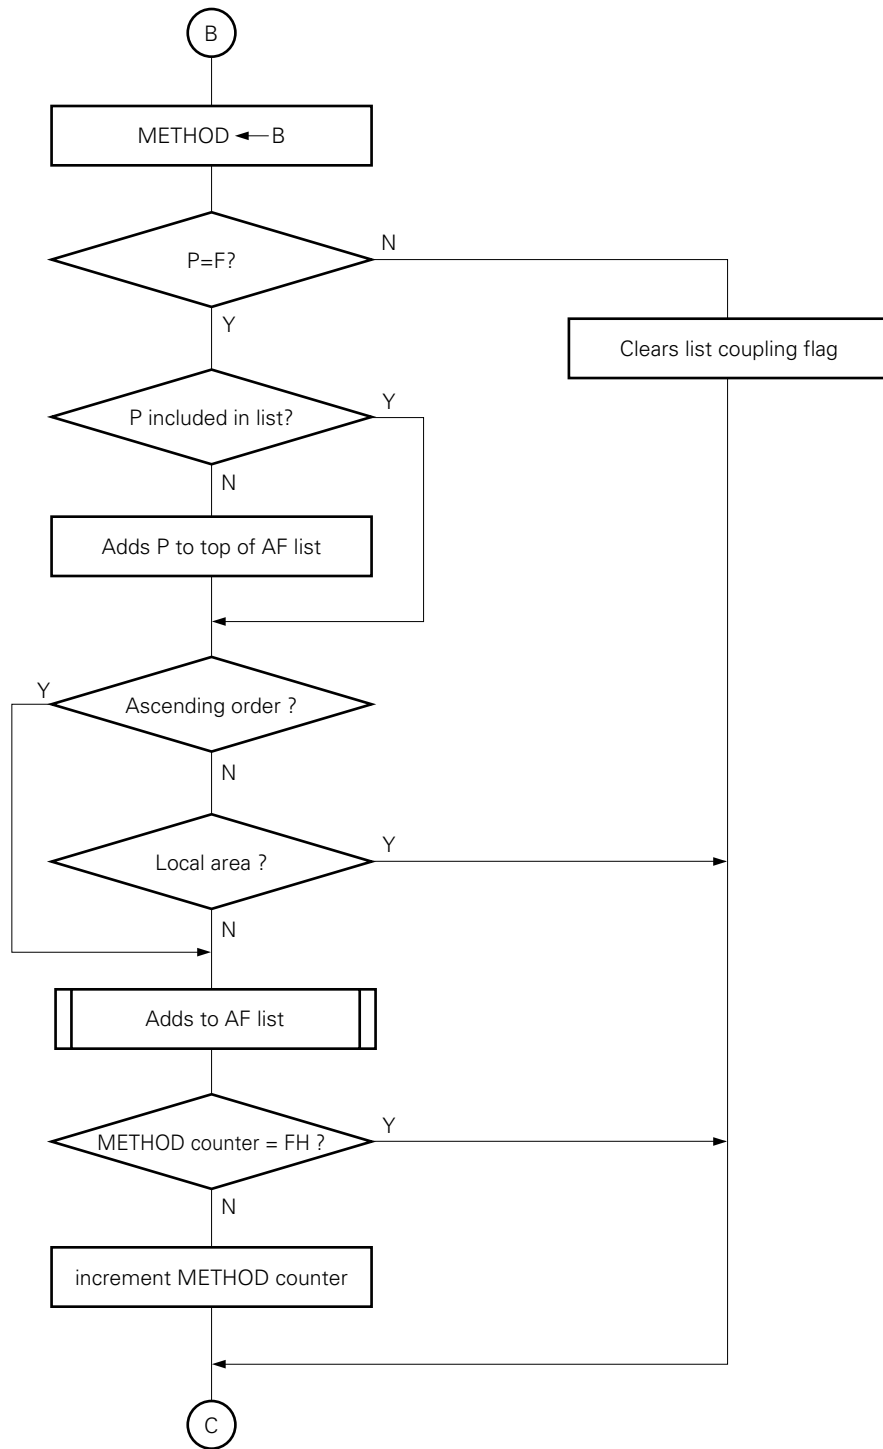 B
METHOD ← B
P=F?
N
Y
Clears list coupling flag
P included in list?
Y
N
Adds P to top of AF list
Y
Ascending order ?
N
Local area ?
Y
N
Adds to AF list
METHOD counter = FH ?
Y
N
increment METHOD counter
C